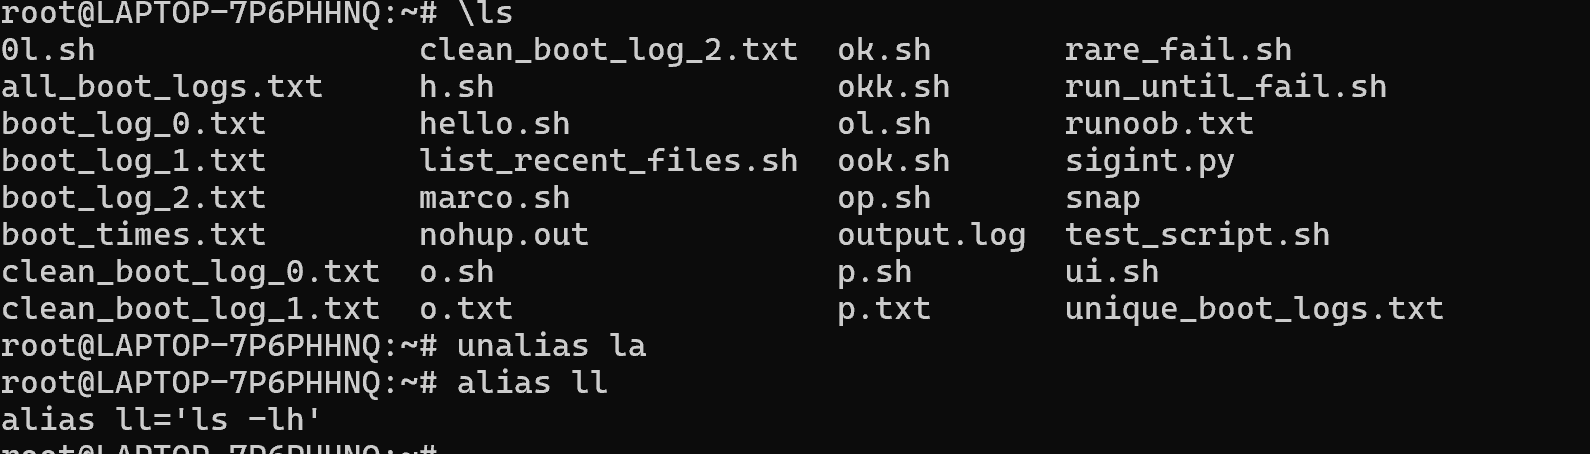 root@LAPTOP-7P6PHHNQ:~# \ls
0l.sh                 clean_boot_log_2.txt  ok.sh       rare_fail.sh
all_boot_logs.txt     h.sh                  okk.sh      run_until_fail.sh
boot_log_0.txt        hello.sh              ol.sh       runoob.txt
boot_log_1.txt        list_recent_files.sh  ook.sh      sigint.py
boot_log_2.txt        marco.sh              op.sh       snap
boot_times.txt        nohup.out             output.log  test_script.sh
clean_boot_log_0.txt  o.sh                  p.sh        ui.sh
clean_boot_log_1.txt  o.txt                 p.txt       unique_boot_logs.txt
root@LAPTOP-7P6PHHNQ:~# unalias la
root@LAPTOP-7P6PHHNQ:~# alias ll
alias ll='ls -lh'
root@LAPTOP-7P6PHHNQ:~#